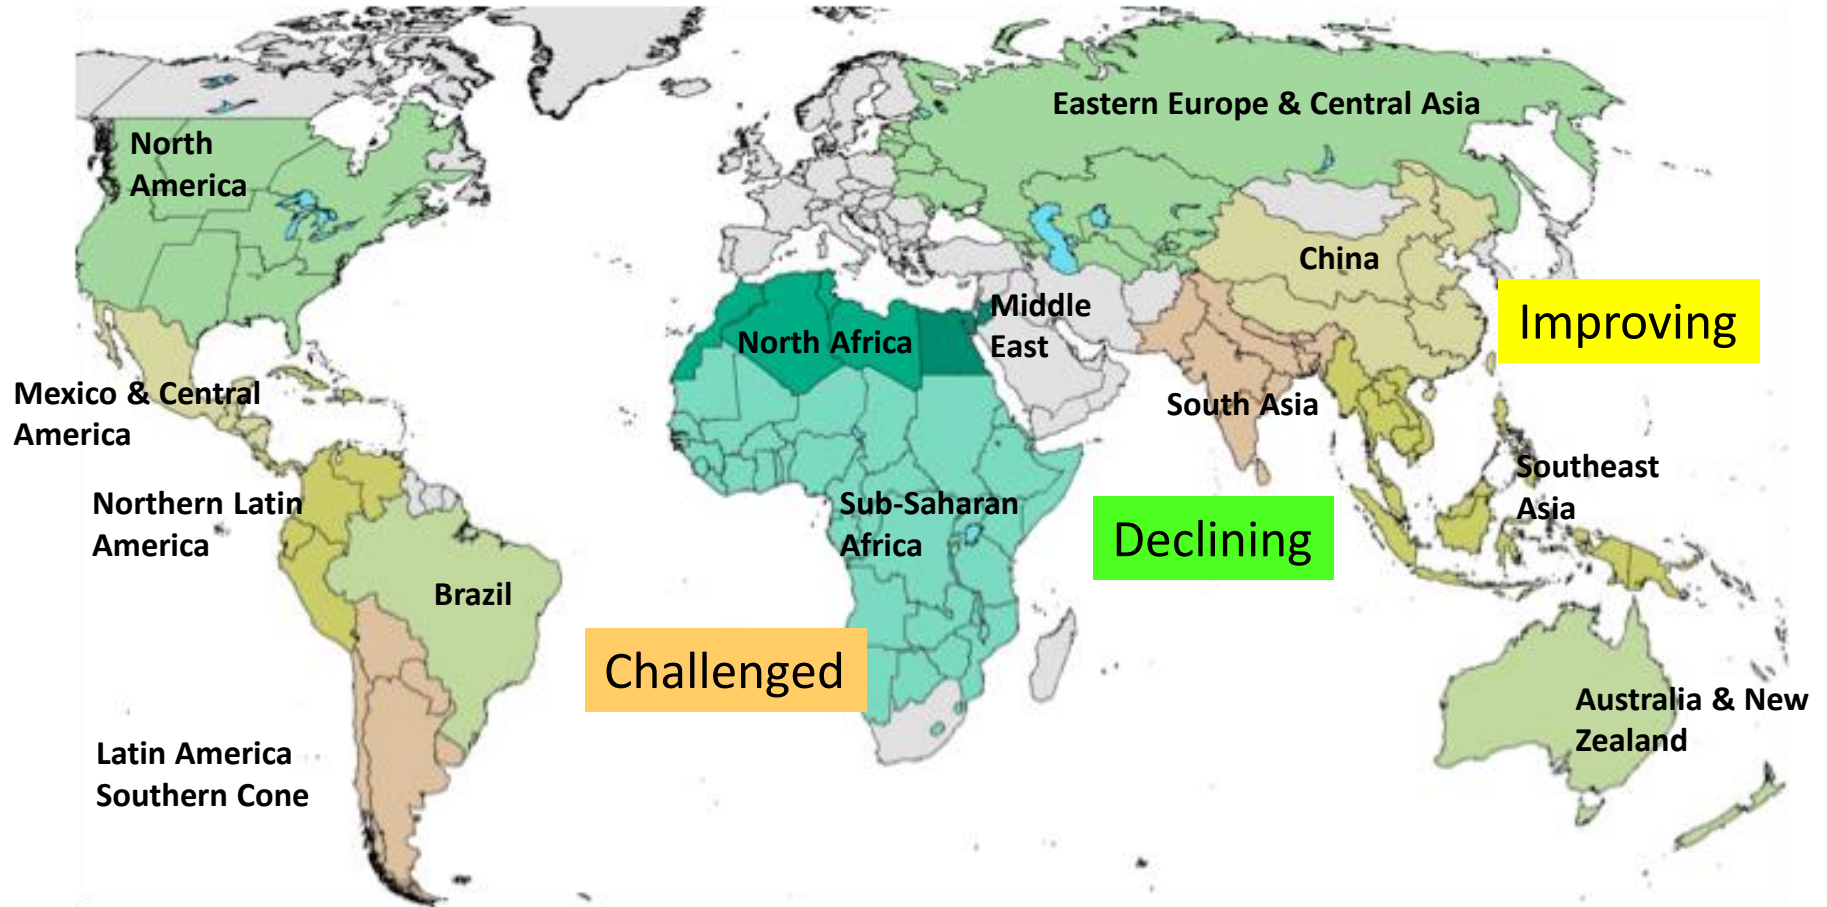 Eastern Europe & Central Asia
North
America
China
Middle
East
Improving
North Africa
Mexico & Central
America
South Asia
Southeast
Asia
Northern Latin
America
Sub-Saharan
Africa
Declining
Brazil
Challenged
Australia & New
Zealand
Latin America
Southern Cone